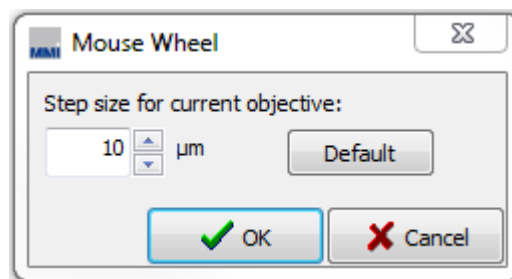 MMI Mouse Wheel
Step size for current objective:
10 µm Default
OK Cancel